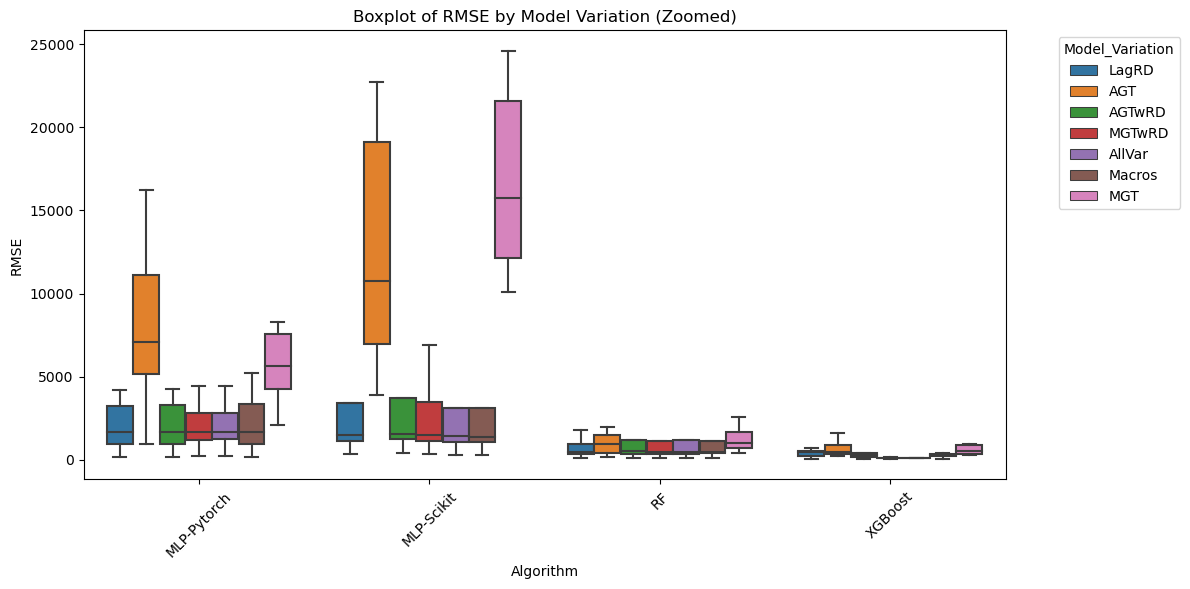 Boxplot of RMSE by Model Variation (Zoomed)
25000
20000
15000
10000
5000
0
RMSE
MLP-Pytorch
MLP-Scikit
RF
XGBoost
Algorithm
Model_Variation
LagRD
AGT
AGTwRD
MGTwRD
AllVar
Macros
MGT